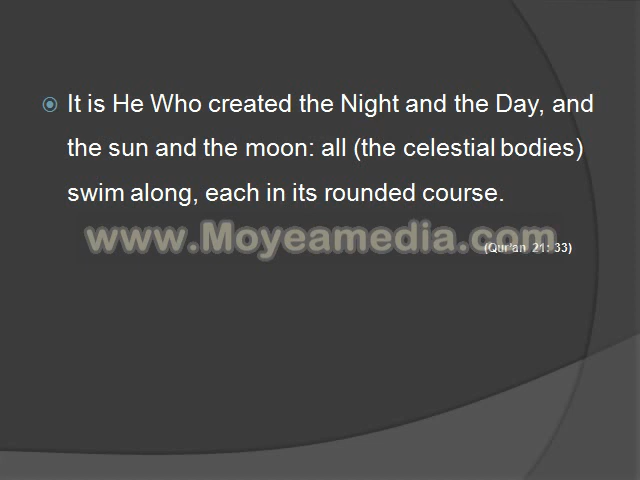 It is He Who created the Night and the Day, and
the sun and the moon: all (the celestial bodies)
swim along, each in its rounded course.
www.Moyeamedia.com
(Qur'an 21: 33)